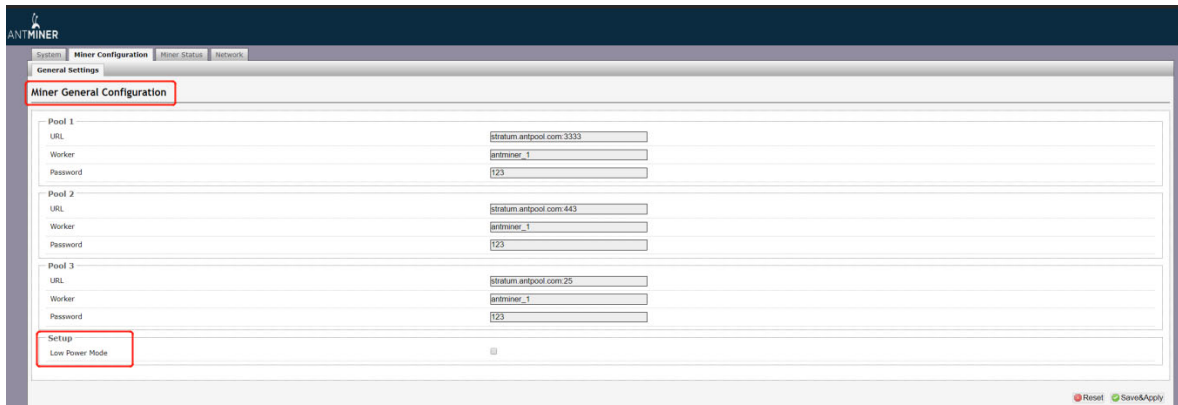 ANTMINER
System Miner Configuration Miner Status Network
General Settings
Miner General Configuration
Pool 1
URL stratum.antpool.com:3333
Worker antminer_1
Password 123
Pool 2
URL stratum.antpool.com:443
Worker antminer_1
Password 123
Pool 3
URL stratum.antpool.com:25
Worker antminer_1
Password 123
Setup
Low Power Mode
Reset Save&Apply